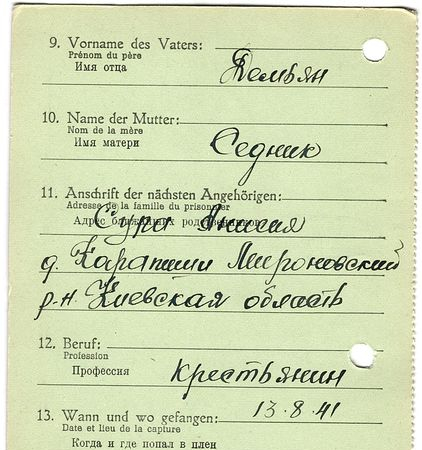 9. Vorname des Vaters:
Prénom du père
Имя отца
Демьян
10. Name der Mutter:
Nom de la mère
Имя матери
Седник
11. Anschrift der nächsten Angehörigen:
Adresse de la famille du prisonnier
Адрес ближайших родственников
д. Карапиши Мироновский
р-н. Киевская область
12. Beruf:
Profession
Профессия
крестьянин
13. Wann und wo gefangen: 13.8.41
Date et lieu de la capture
Когда и где попал в плен